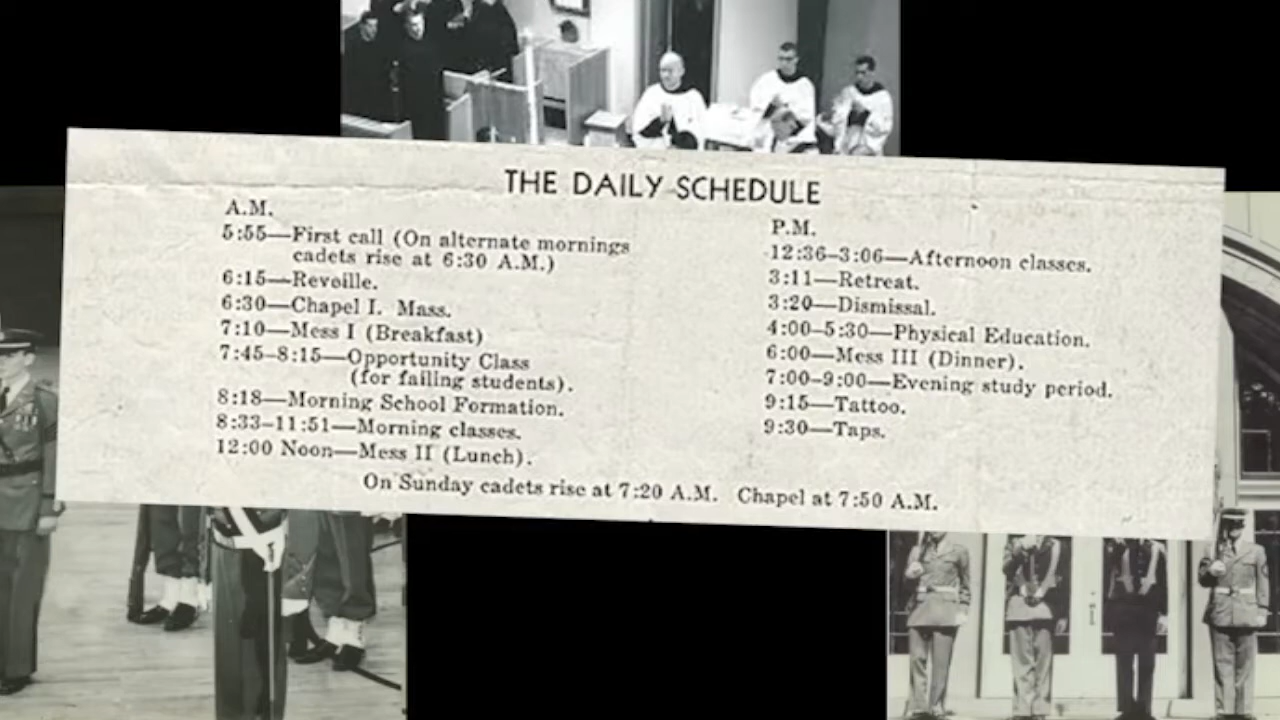 THE DAILY SCHEDULE
A.M.
5:55—First call (On alternate mornings
cadets rise at 6:30 A.M.)
6:15—Reveille.
6:30—Chapel I. Mass.
7:10—Mess I (Breakfast)
7:45–8:15—Opportunity Class
(for failing students).
8:18—Morning School Formation.
8:33–11:51—Morning classes.
12:00 Noon—Mess II (Lunch).
P.M.
12:36–3:06—Afternoon classes.
3:11—Retreat.
3:20—Dismissal.
4:00–5:30—Physical Education.
6:00—Mess III (Dinner).
7:00–9:00—Evening study period.
9:15—Tattoo.
9:30—Taps.
On Sunday cadets rise at 7:20 A.M. Chapel at 7:50 A.M.